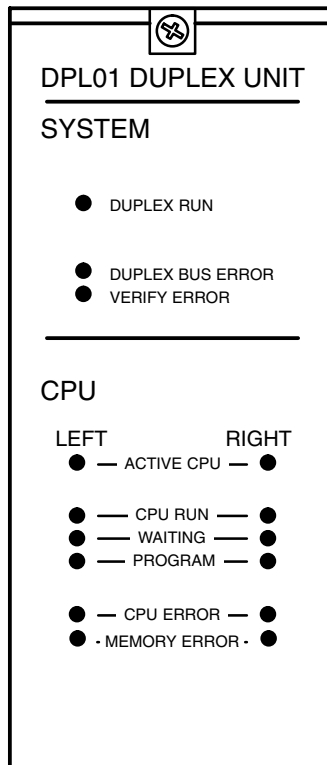 DPL01 DUPLEX UNIT
SYSTEM
DUPLEX RUN
DUPLEX BUS ERROR
VERIFY ERROR
CPU
LEFT RIGHT
ACTIVE CPU
CPU RUN
WAITING
PROGRAM
CPU ERROR
MEMORY ERROR